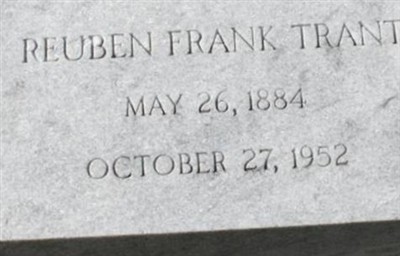 REUBEN FRANK TRANT
MAY 26, 1884
OCTOBER 27, 1952